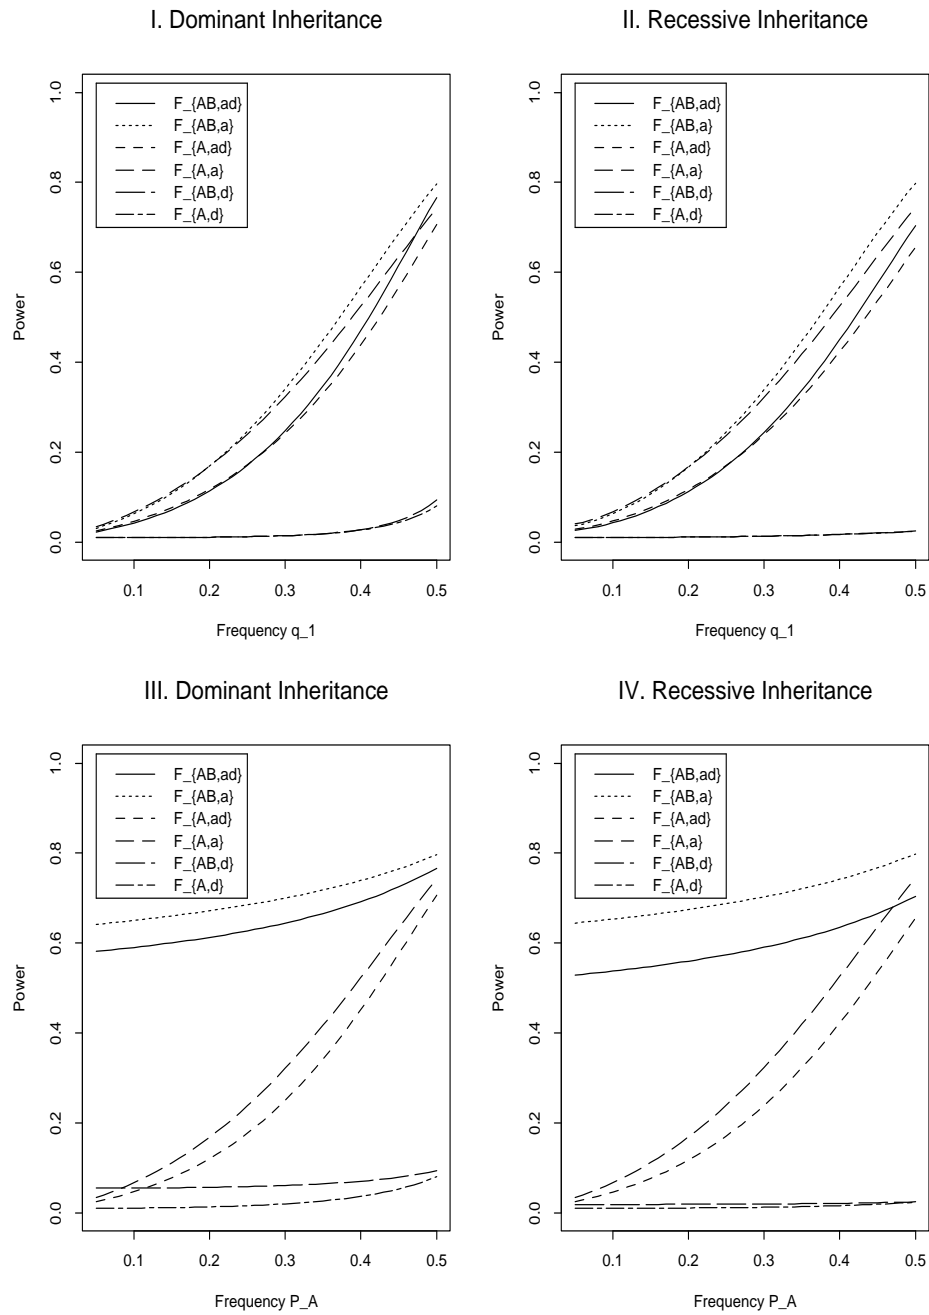 I. Dominant Inheritance
1.0
0.8
0.6
0.4
0.2
0.0
Power
F_{AB,ad}
F_{AB,a}
F_{A,ad}
F_{A,a}
F_{AB,d}
F_{A,d}
0.1 0.2 0.3 0.4 0.5
Frequency q_1
II. Recessive Inheritance
1.0
0.8
0.6
0.4
0.2
0.0
Power
F_{AB,ad}
F_{AB,a}
F_{A,ad}
F_{A,a}
F_{AB,d}
F_{A,d}
0.1 0.2 0.3 0.4 0.5
Frequency q_1
III. Dominant Inheritance
1.0
0.8
0.6
0.4
0.2
0.0
Power
F_{AB,ad}
F_{AB,a}
F_{A,ad}
F_{A,a}
F_{AB,d}
F_{A,d}
0.1 0.2 0.3 0.4 0.5
Frequency P_A
IV. Recessive Inheritance
1.0
0.8
0.6
0.4
0.2
0.0
Power
F_{AB,ad}
F_{AB,a}
F_{A,ad}
F_{A,a}
F_{AB,d}
F_{A,d}
0.1 0.2 0.3 0.4 0.5
Frequency P_A